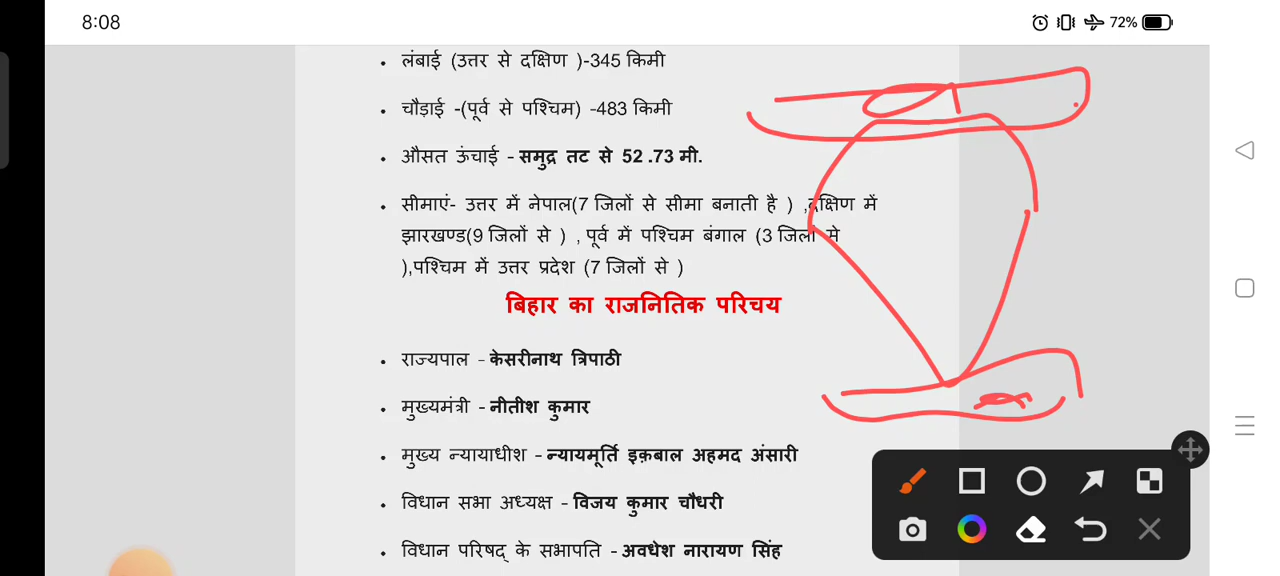 8:08
72%
• लंबाई (उत्तर से दक्षिण )-345 किमी
• चौड़ाई -(पूर्व से पश्चिम) -483 किमी
• औसत ऊंचाई - समुद्र तट से 52 .73 मी.
• सीमाएं- उत्तर में नेपाल(7 जिलों से सीमा बनाती है ) ,दक्षिण में
झारखण्ड(9 जिलों से ) , पूर्व में पश्चिम बंगाल (3 जिलों से
),पश्चिम में उत्तर प्रदेश (7 जिलों से )
बिहार का राजनितिक परिचय
• राज्यपाल - केसरीनाथ त्रिपाठी
• मुख्यमंत्री - नीतीश कुमार
• मुख्य न्यायाधीश - न्यायमूर्ति इक़बाल अहमद अंसारी
• विधान सभा अध्यक्ष - विजय कुमार चौधरी
• विधान परिषद् के सभापति - अवधेश नारायण सिंह